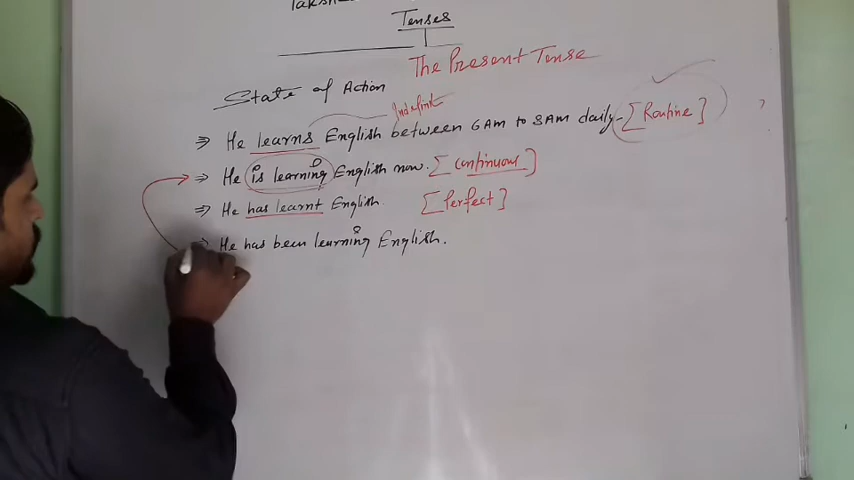 Tenses
The Present Tense
State of Action
Indefinit
⇒ He learns English between 6AM to 8AM daily. [Routine]
⇒ He is learning English now. [Continuous]
⇒ He has learnt English. [Perfect]
⇒ He has been learning English.